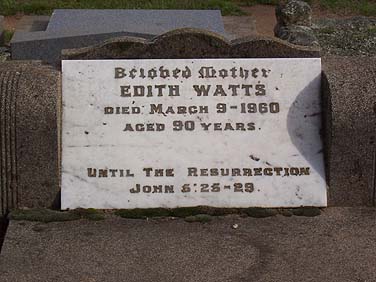 Beloved Mother
EDITH WATTS
DIED MARCH 9-1960
AGED 90 YEARS.
UNTIL THE RESURRECTION
JOHN 5:25-29.